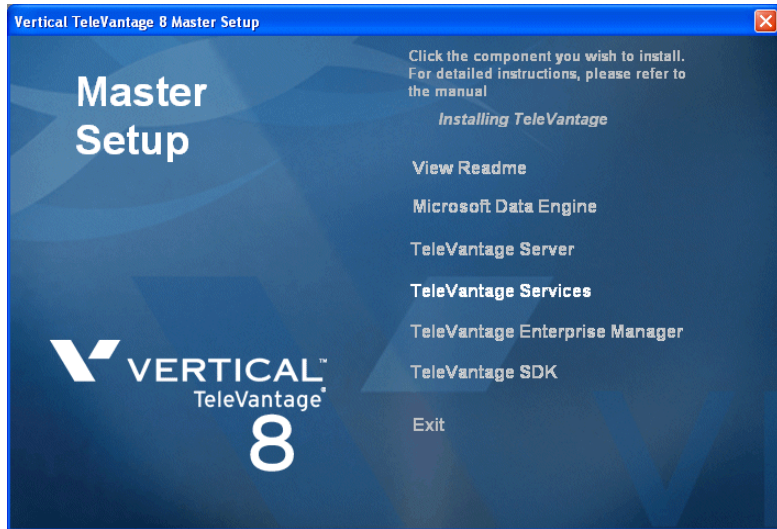 Vertical TeleVantage 8 Master Setup
Master
Setup
Click the component you wish to install.
For detailed instructions, please refer to
the manual
Installing TeleVantage
View Readme
Microsoft Data Engine
TeleVantage Server
TeleVantage Services
TeleVantage Enterprise Manager
TeleVantage SDK
Exit
VERTICAL™
TeleVantage®
8